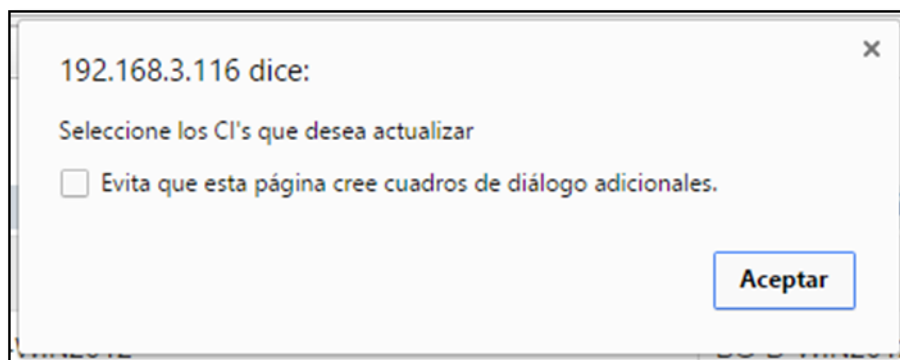 192.168.3.116 dice:
Seleccione los CI's que desea actualizar
Evita que esta página cree cuadros de diálogo adicionales.
Aceptar